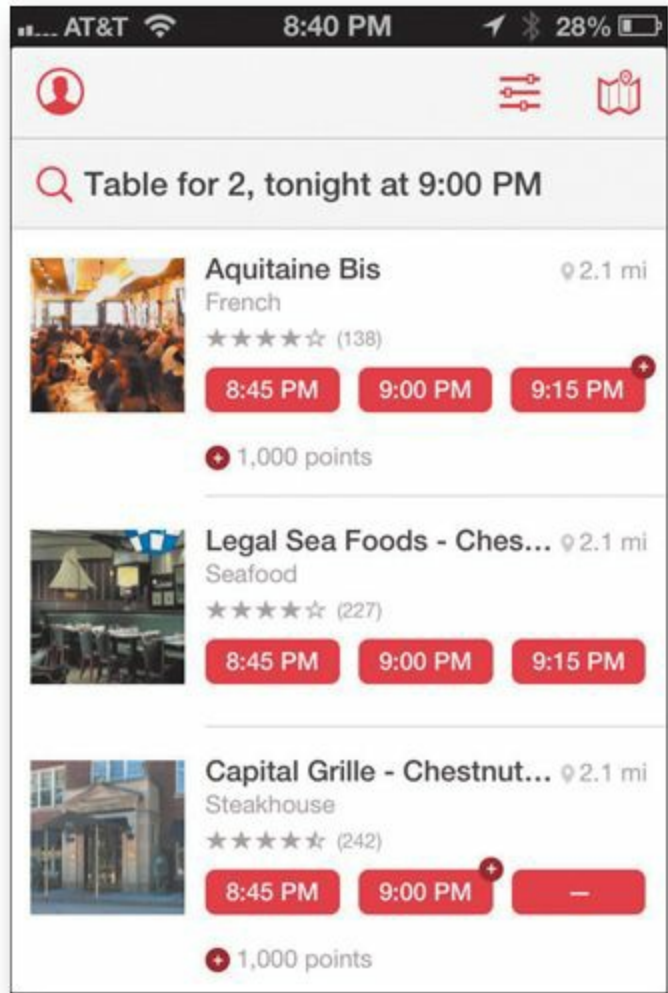 AT&T 8:40 PM 28%
Table for 2, tonight at 9:00 PM
Aquitaine Bis 2.1 mi
French
(138)
8:45 PM 9:00 PM 9:15 PM
1,000 points
Legal Sea Foods - Ches... 2.1 mi
Seafood
(227)
8:45 PM 9:00 PM 9:15 PM
Capital Grille - Chestnut... 2.1 mi
Steakhouse
(242)
8:45 PM 9:00 PM –
1,000 points